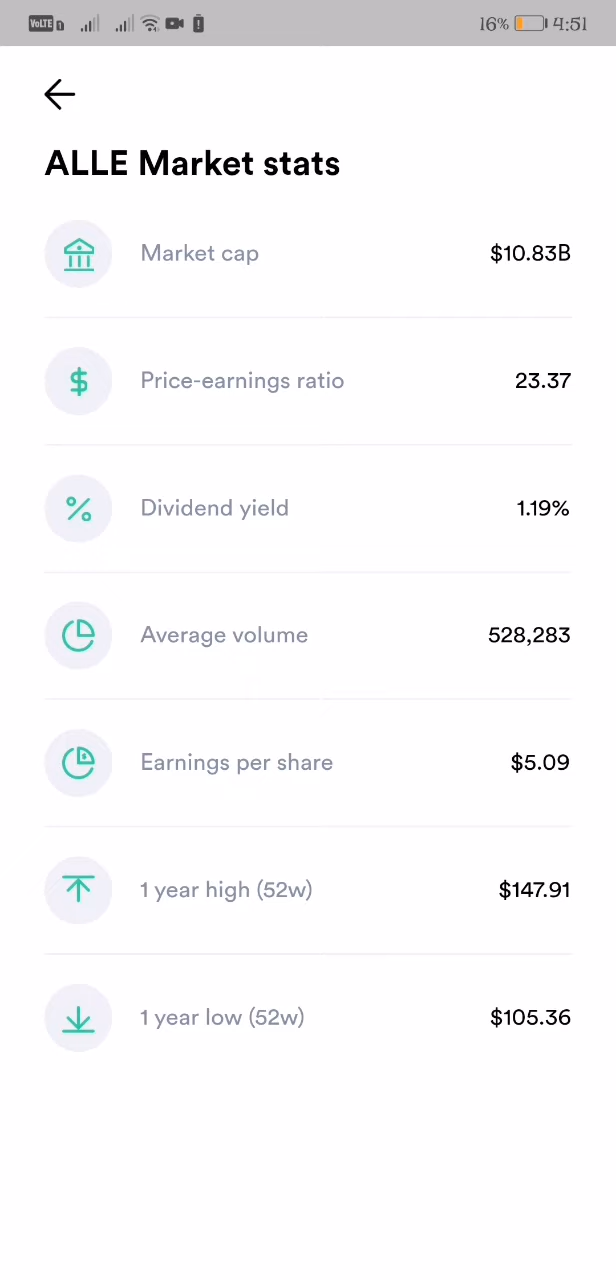 VoLTE 1 16% 4:51
ALLE Market stats
Market cap $10.83B
Price-earnings ratio 23.37
Dividend yield 1.19%
Average volume 528,283
Earnings per share $5.09
1 year high (52w) $147.91
1 year low (52w) $105.36